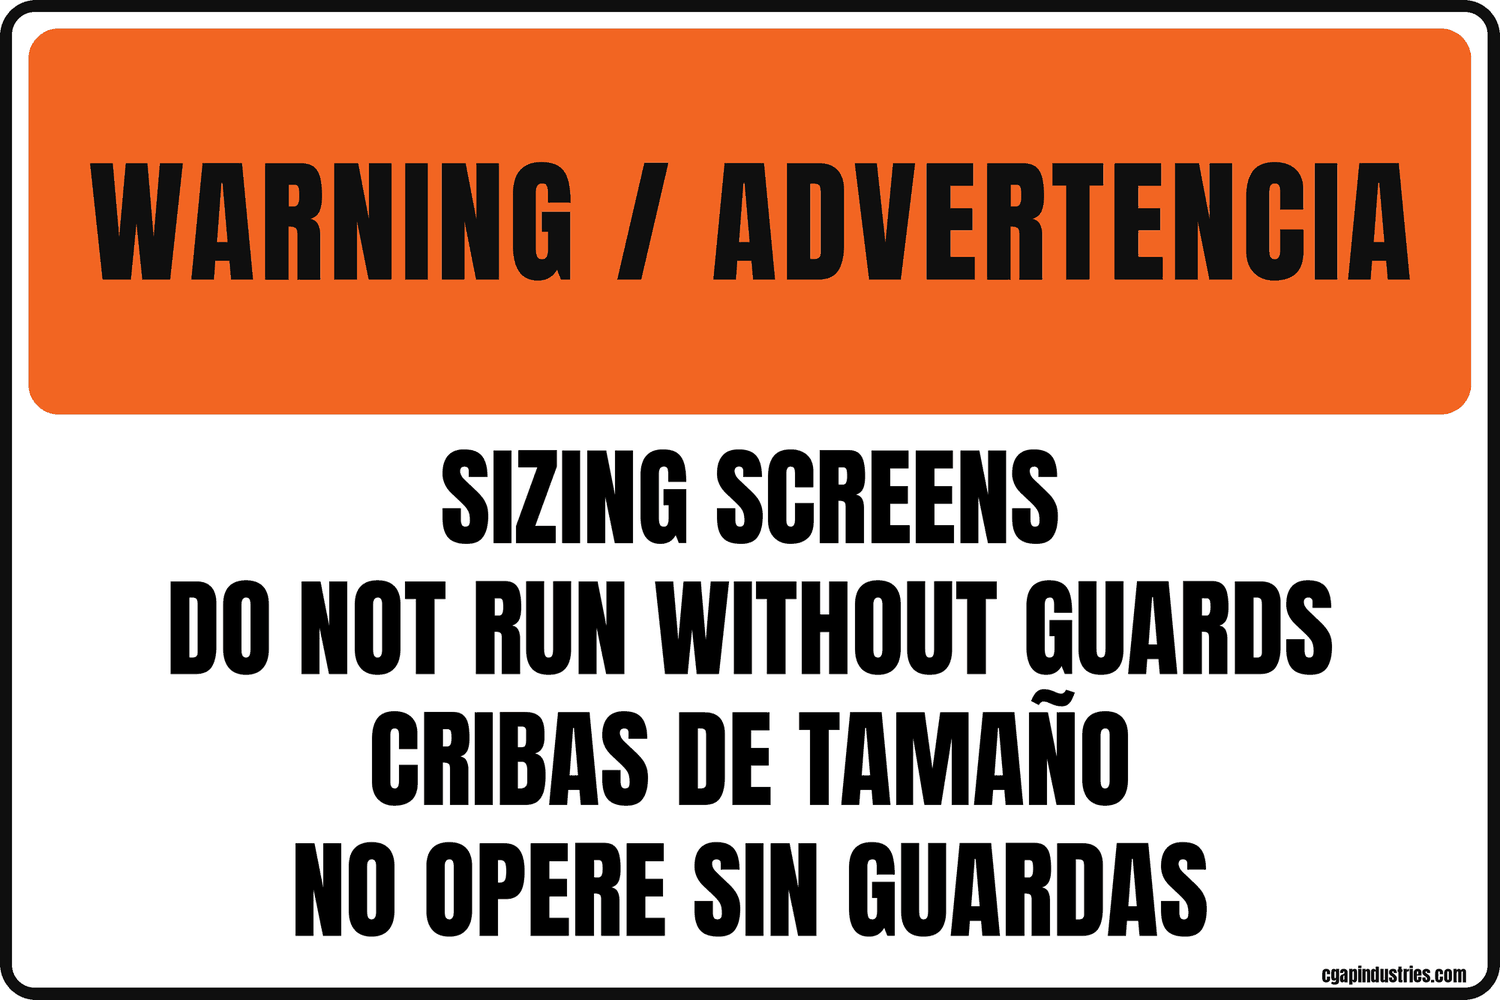 WARNING / ADVERTENCIA
SIZING SCREENS
DO NOT RUN WITHOUT GUARDS
CRIBAS DE TAMAÑO
NO OPERE SIN GUARDAS
cgapindustries.com